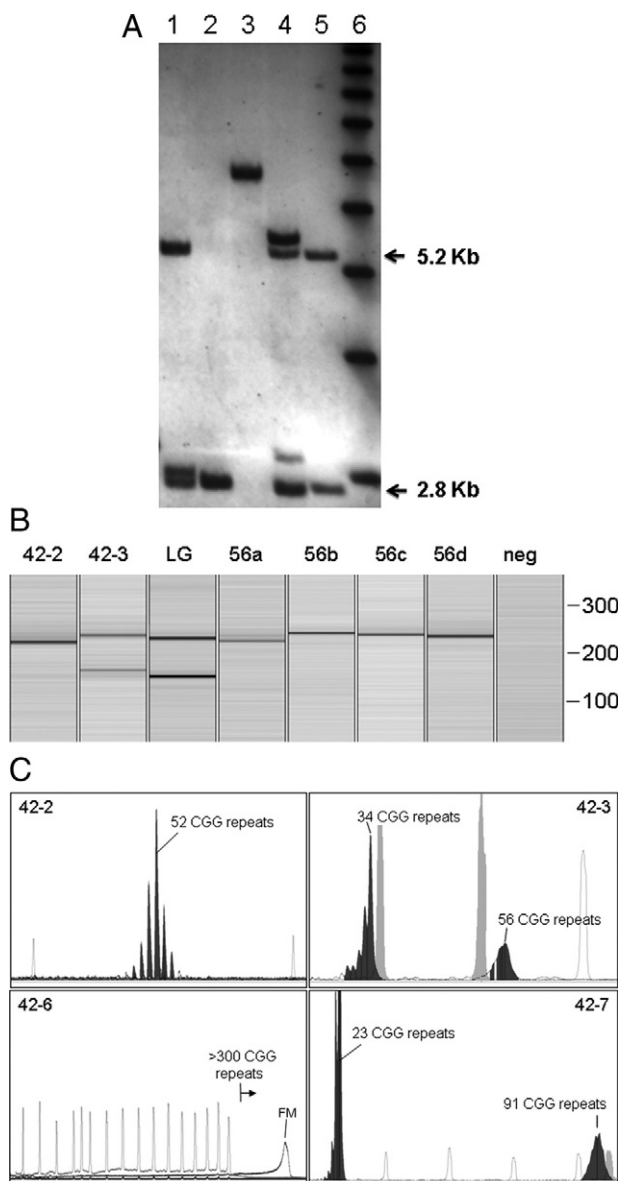 A
1 2 3 4 5 6
5.2 Kb
2.8 Kb
B
42-2 42-3 LG 56a 56b 56c 56d neg
300
200
100
C
42-2
52 CGG repeats
42-3
34 CGG repeats
56 CGG repeats
42-6
>300 CGG
repeats
FM
42-7
23 CGG repeats
91 CGG repeats